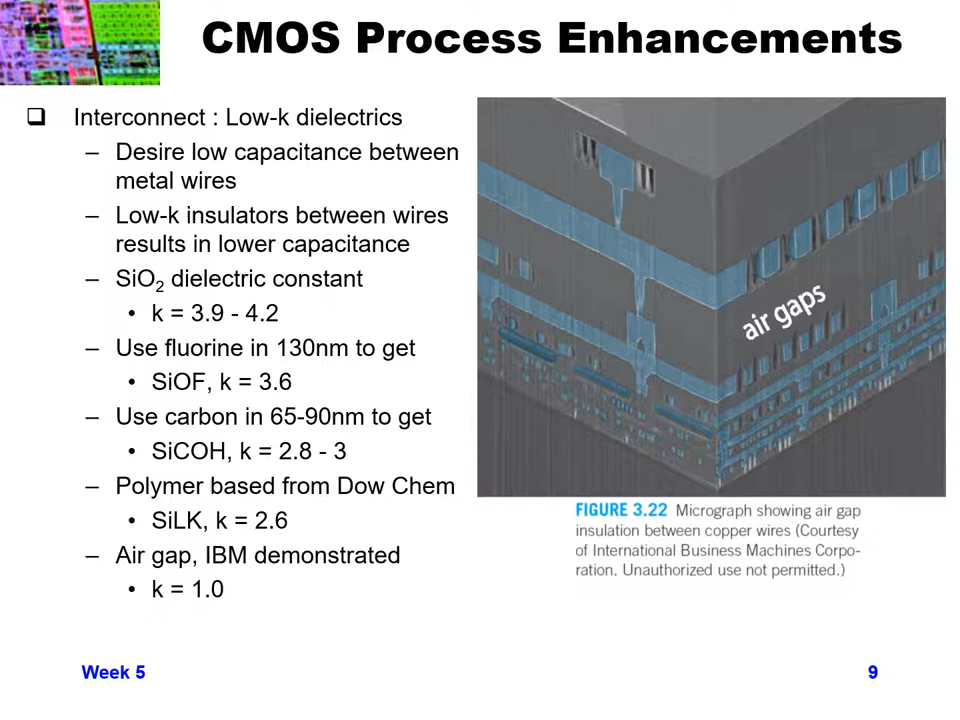 CMOS Process Enhancements
❑ Interconnect : Low-k dielectrics
– Desire low capacitance between
metal wires
– Low-k insulators between wires
results in lower capacitance
– SiO₂ dielectric constant
• k = 3.9 - 4.2
– Use fluorine in 130nm to get
• SiOF, k = 3.6
– Use carbon in 65-90nm to get
• SiCOH, k = 2.8 - 3
– Polymer based from Dow Chem
• SiLK, k = 2.6
– Air gap, IBM demonstrated
• k = 1.0
air gaps
FIGURE 3.22 Micrograph showing air gap
insulation between copper wires (Courtesy
of International Business Machines Corpo-
ration. Unauthorized use not permitted.)
Week 5
9